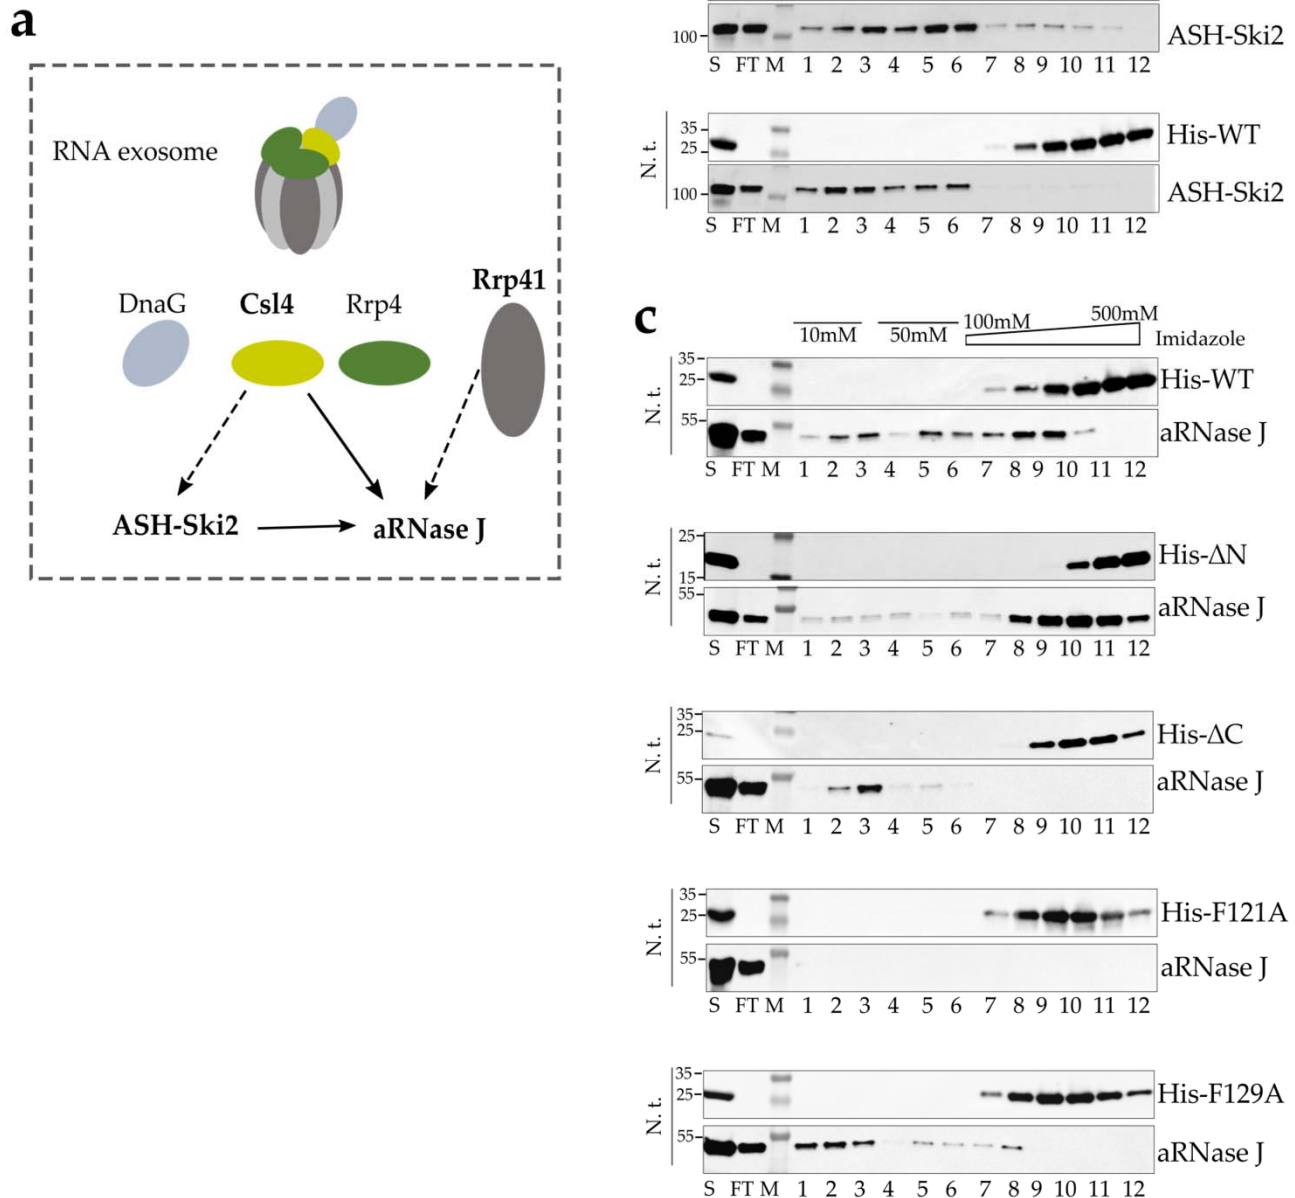 a
RNA exosome
DnaG
Csl4
Rrp4
Rrp41
ASH-Ski2
aRNase J
100
ASH-Ski2
S FT M 1 2 3 4 5 6 7 8 9 10 11 12
N. t.
35
25
His-WT
100
ASH-Ski2
S FT M 1 2 3 4 5 6 7 8 9 10 11 12
c
10mM
50mM
100mM
500mM
Imidazole
N. t.
35
25
His-WT
55
aRNase J
S FT M 1 2 3 4 5 6 7 8 9 10 11 12
N. t.
25
15
His-ΔN
55
aRNase J
S FT M 1 2 3 4 5 6 7 8 9 10 11 12
N. t.
35
25
His-ΔC
55
aRNase J
S FT M 1 2 3 4 5 6 7 8 9 10 11 12
N. t.
35
25
His-F121A
55
aRNase J
S FT M 1 2 3 4 5 6 7 8 9 10 11 12
N. t.
35
25
His-F129A
55
aRNase J
S FT M 1 2 3 4 5 6 7 8 9 10 11 12